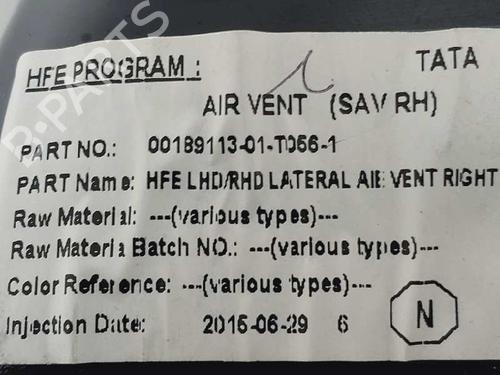 HFE PROGRAM : TATA
AIR VENT (SAV RH)
PART NO.: 00189113-01-T066-1
PART Name: HFE LHD/RHD LATERAL AIR VENT RIGHT
Raw Material: ---(various types)---
Raw Material Batch NO.: ---(various types)---
Color Reference: ---(various types)---
Injection Date: 2015-06-29 6 N
B-PARTS